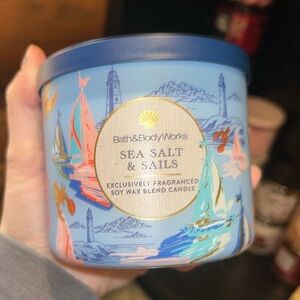 Bath&BodyWorks
SEA SALT
& SAILS
EXCLUSIVELY FRAGRANCED
SOY WAX BLEND CANDLE